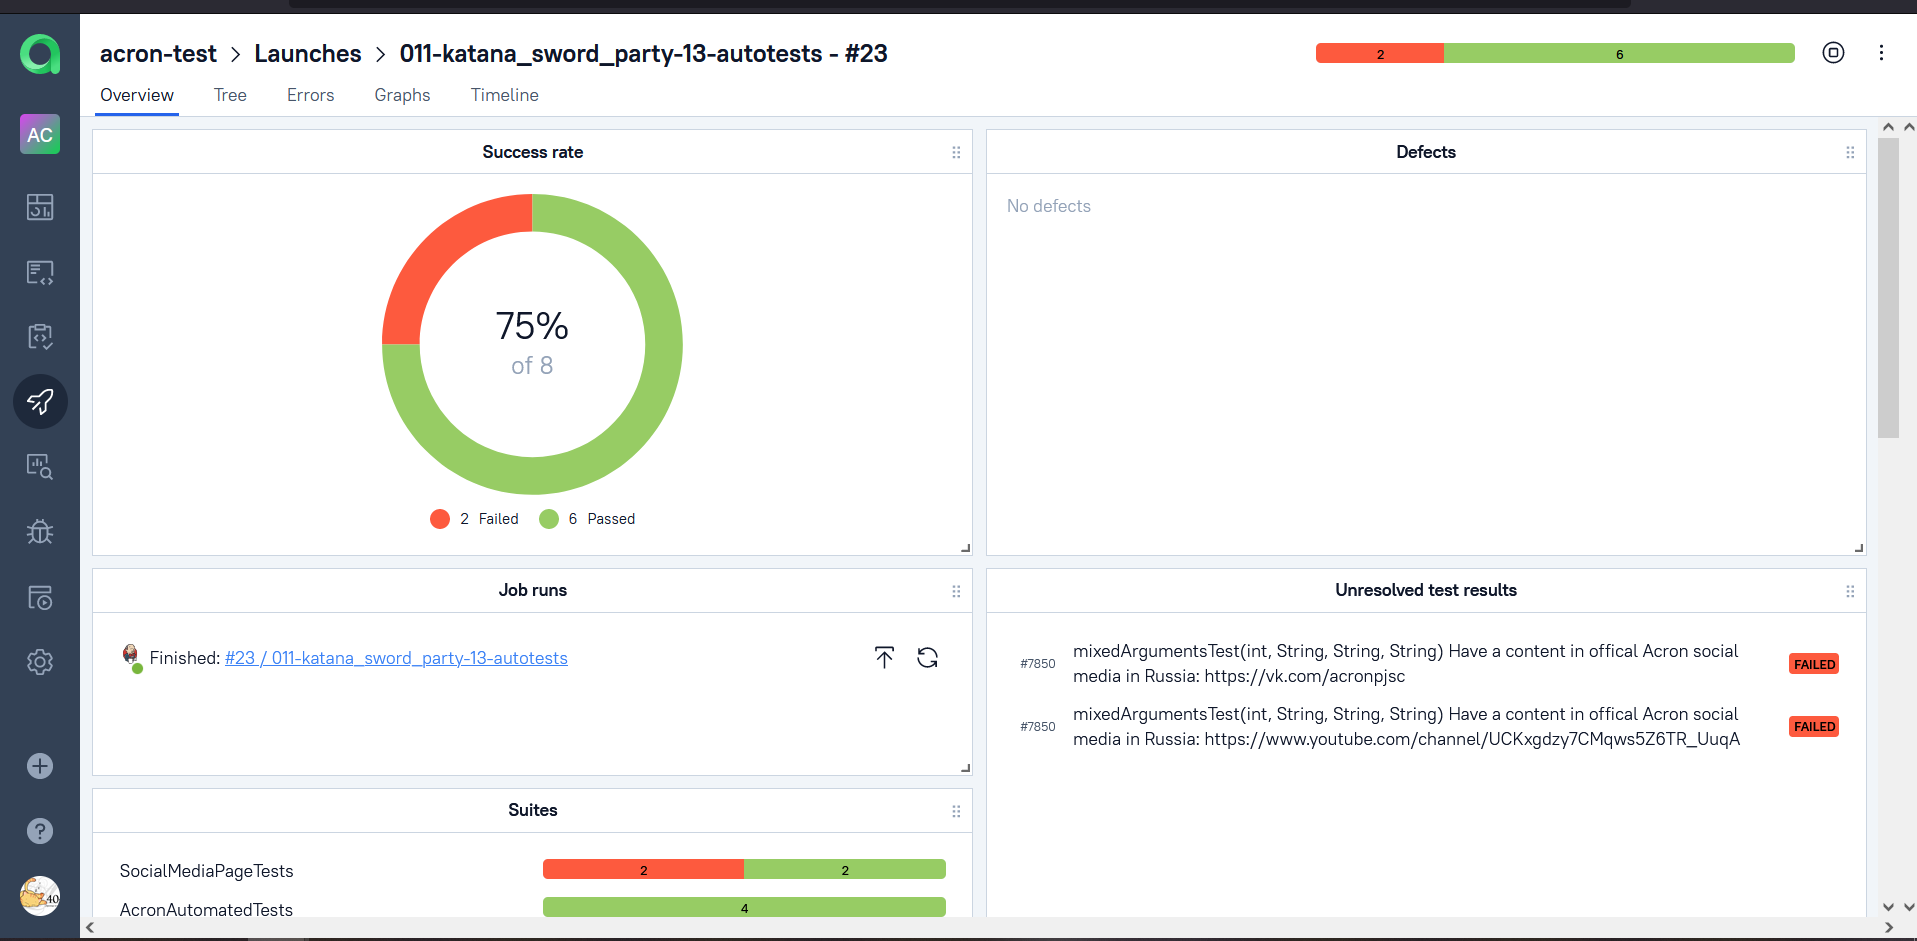 acron-test > Launches > 011-katana_sword_party-13-autotests - #23
2 6
Overview Tree Errors Graphs Timeline
AC
Success rate
75%
of 8
2 Failed 6 Passed
Defects
No defects
Job runs
Finished: #23 / 011-katana_sword_party-13-autotests
Unresolved test results
#7850 mixedArgumentsTest(int, String, String, String) Have a content in offical Acron social
media in Russia: https://vk.com/acronpjsc
FAILED
#7850 mixedArgumentsTest(int, String, String, String) Have a content in offical Acron social
media in Russia: https://www.youtube.com/channel/UCKxgdzy7CMqws5Z6TR_UuqA
FAILED
Suites
SocialMediaPageTests 2 2
AcronAutomatedTests 4
40